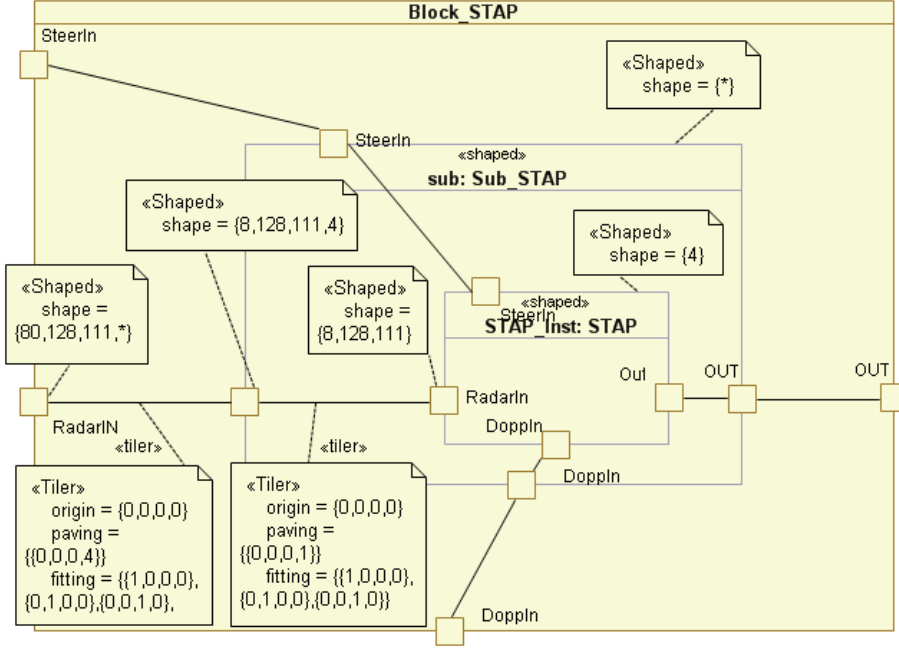 Block_STAP
SteerIn
«Shaped»
shape = {*}
SteerIn
«shaped»
sub: Sub_STAP
«Shaped»
shape = {8,128,111,4}
«Shaped»
shape = {4}
«Shaped»
shape =
{80,128,111,*}
«Shaped»
shape =
{8,128,111}
«shaped»
SteerIn
STAP_Inst: STAP
Out
OUT
OUT
RadarIn
RadarIN
DoppIn
«tiler»
«tiler»
DoppIn
«Tiler»
origin = {0,0,0,0}
paving =
{{0,0,0,4}}
fitting = {{1,0,0,0},
{0,1,0,0},{0,0,1,0},
«Tiler»
origin = {0,0,0,0}
paving =
{{0,0,0,1}}
fitting = {{1,0,0,0},
{0,1,0,0},{0,0,1,0}}
DoppIn